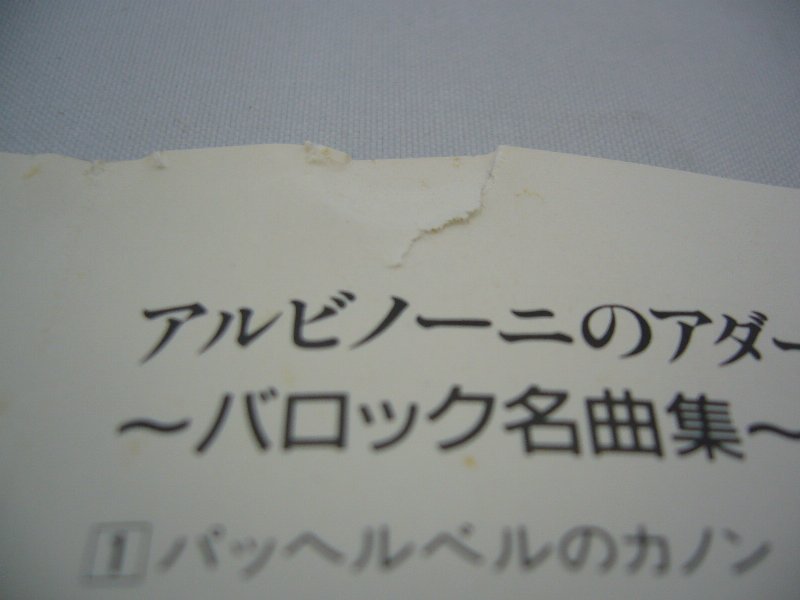 アルビノーニのアダー
～バロック名曲集～
1 パッヘルベルのカノン